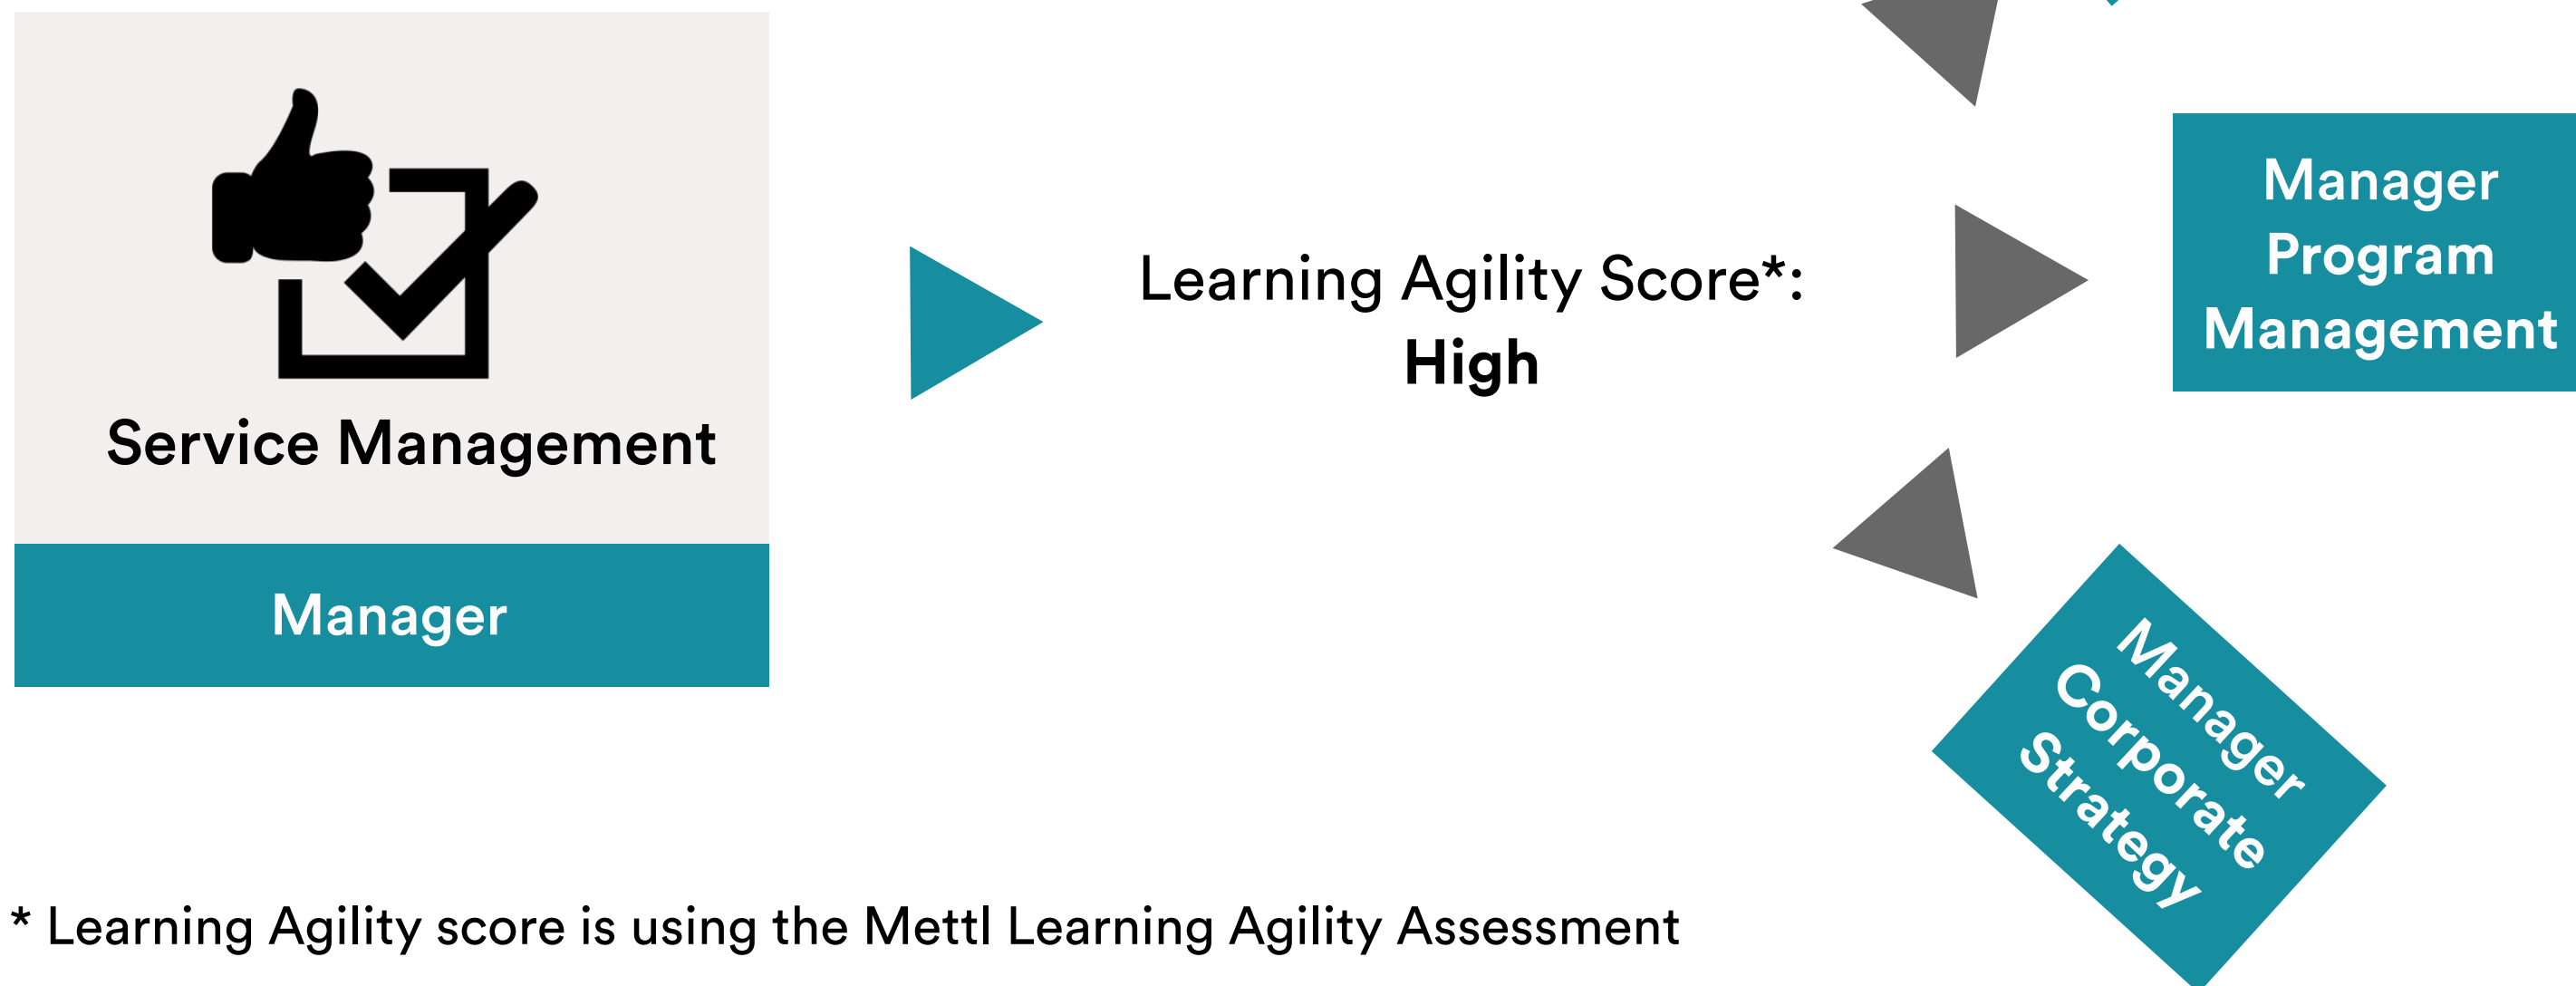 Service Management
Manager
Learning Agility Score*:
High
Manager
Program
Management
Manager
Corporate
Strategy
* Learning Agility score is using the Mettl Learning Agility Assessment